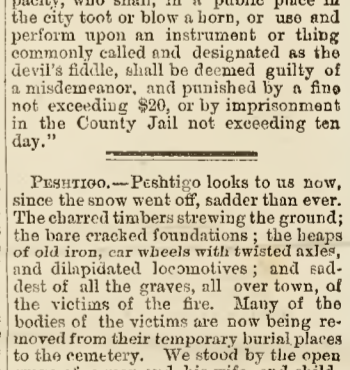 pacity, who shall, in a public place in
the city toot or blow a horn, or use and
perform upon an instrument or thing
commonly called and designated as the
devil's fiddle, shall be deemed guilty of
a misdemeanor, and punished by a fine
not exceeding $20, or by imprisonment
in the County Jail not exceeding ten
day."
PESHTIGO.—Peshtigo looks to us now,
since the snow went off, sadder than ever.
The charred timbers strewing the ground;
the bare cracked foundations; the heaps
of old iron, car wheels with twisted axles,
and dilapidated locomotives; and sad-
dest of all the graves, all over town, of
the victims of the fire. Many of the
bodies of the victims are now being re-
moved from their temporary burial places
to the cemetery. We stood by the open